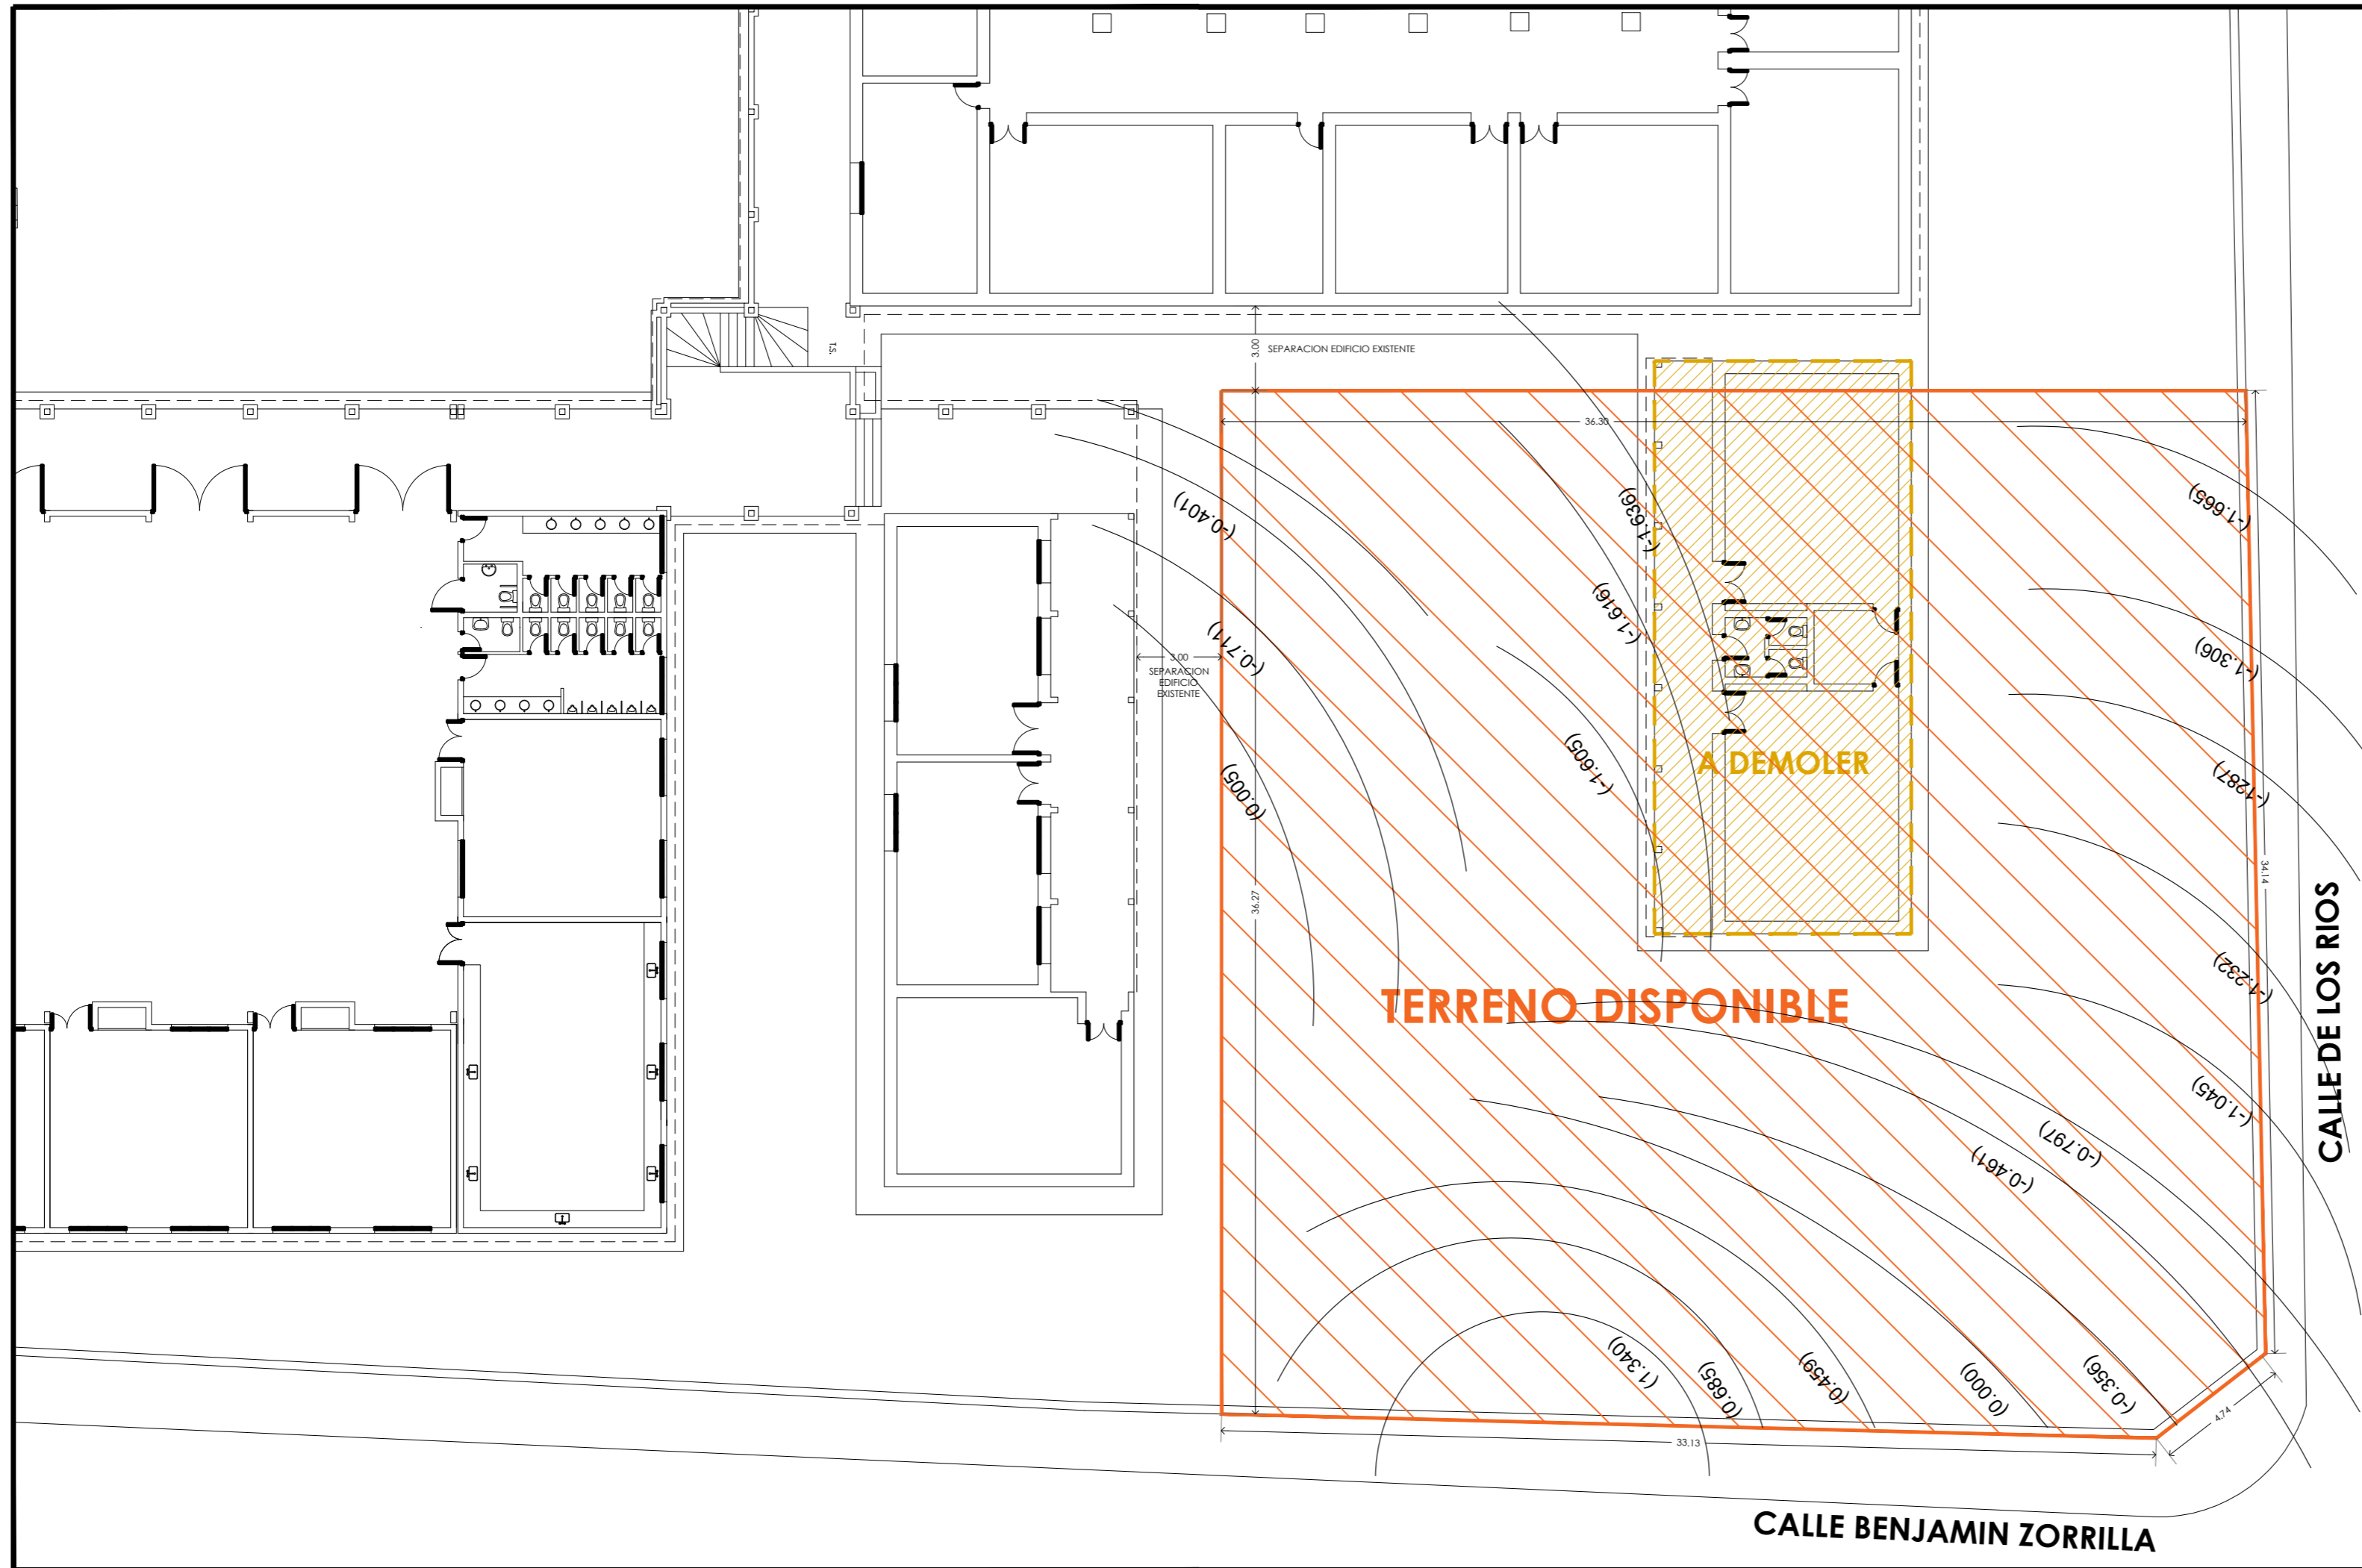 T.S.
3.00
SEPARACION EDIFICIO EXISTENTE
36.30
(-0.401)
(-1.636)
(-1.665)
(-1.616)
(-0.711)
(-1.306)
3.00
SEPARACION
EDIFICIO
EXISTENTE
(-1.605)
A DEMOLER
(0.005)
(-1287)
36.27
34.14
(-1.232)
CALLE DE LOS RIOS
TERRENO DISPONIBLE
(-1.045)
(-0.797)
(-0.461)
(1.340)
(0.685)
(0.459)
(0.000)
(-0.356)
4.74
33.13
CALLE BENJAMIN ZORRILLA